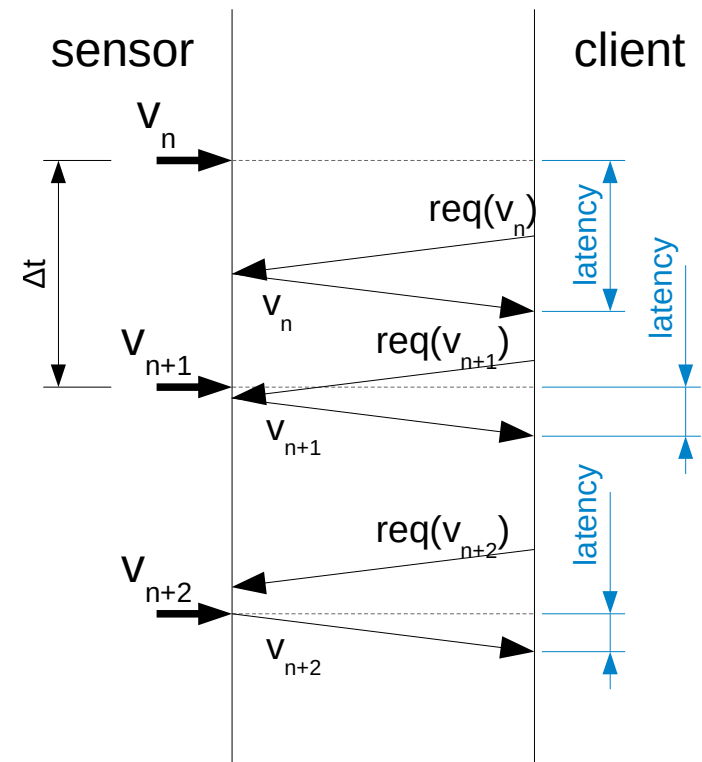 sensor
client
vₙ
req(vₙ)
latency
latency
Δt
vₙ
vₙ₊₁
req(vₙ₊₁)
vₙ₊₁
latency
req(vₙ₊₂)
vₙ₊₂
vₙ₊₂